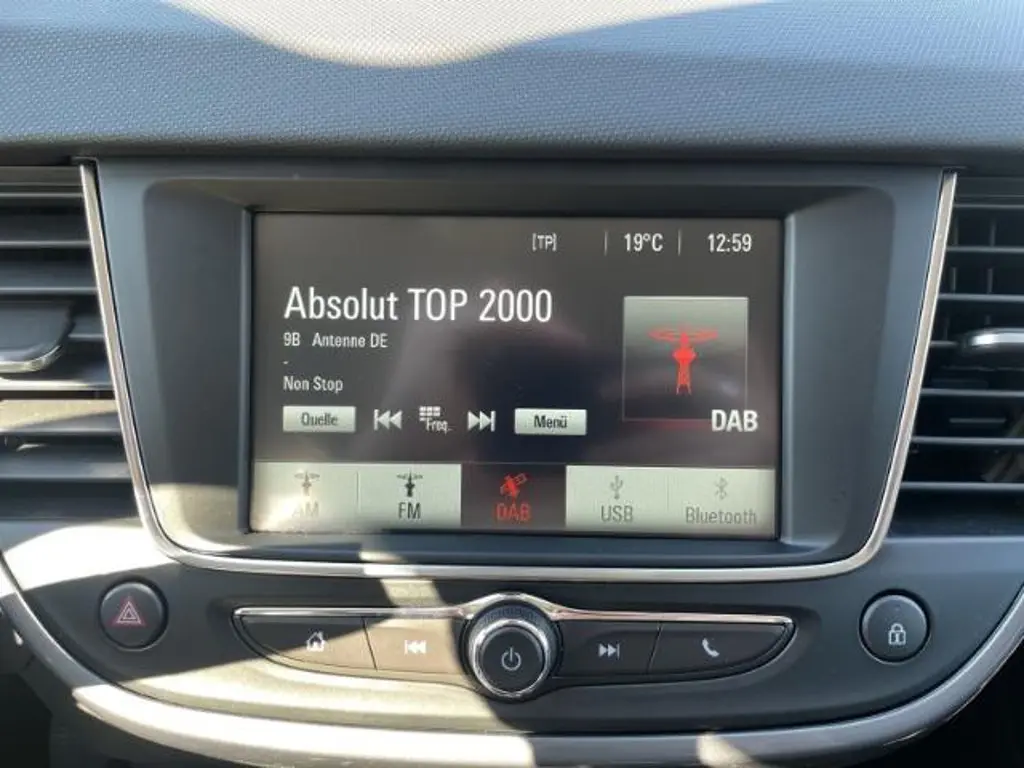 [TP] 19°C 12:59
Absolut TOP 2000
9B Antenne DE
-
Non Stop
Quelle Freq. Menü
DAB
AM FM DAB USB Bluetooth